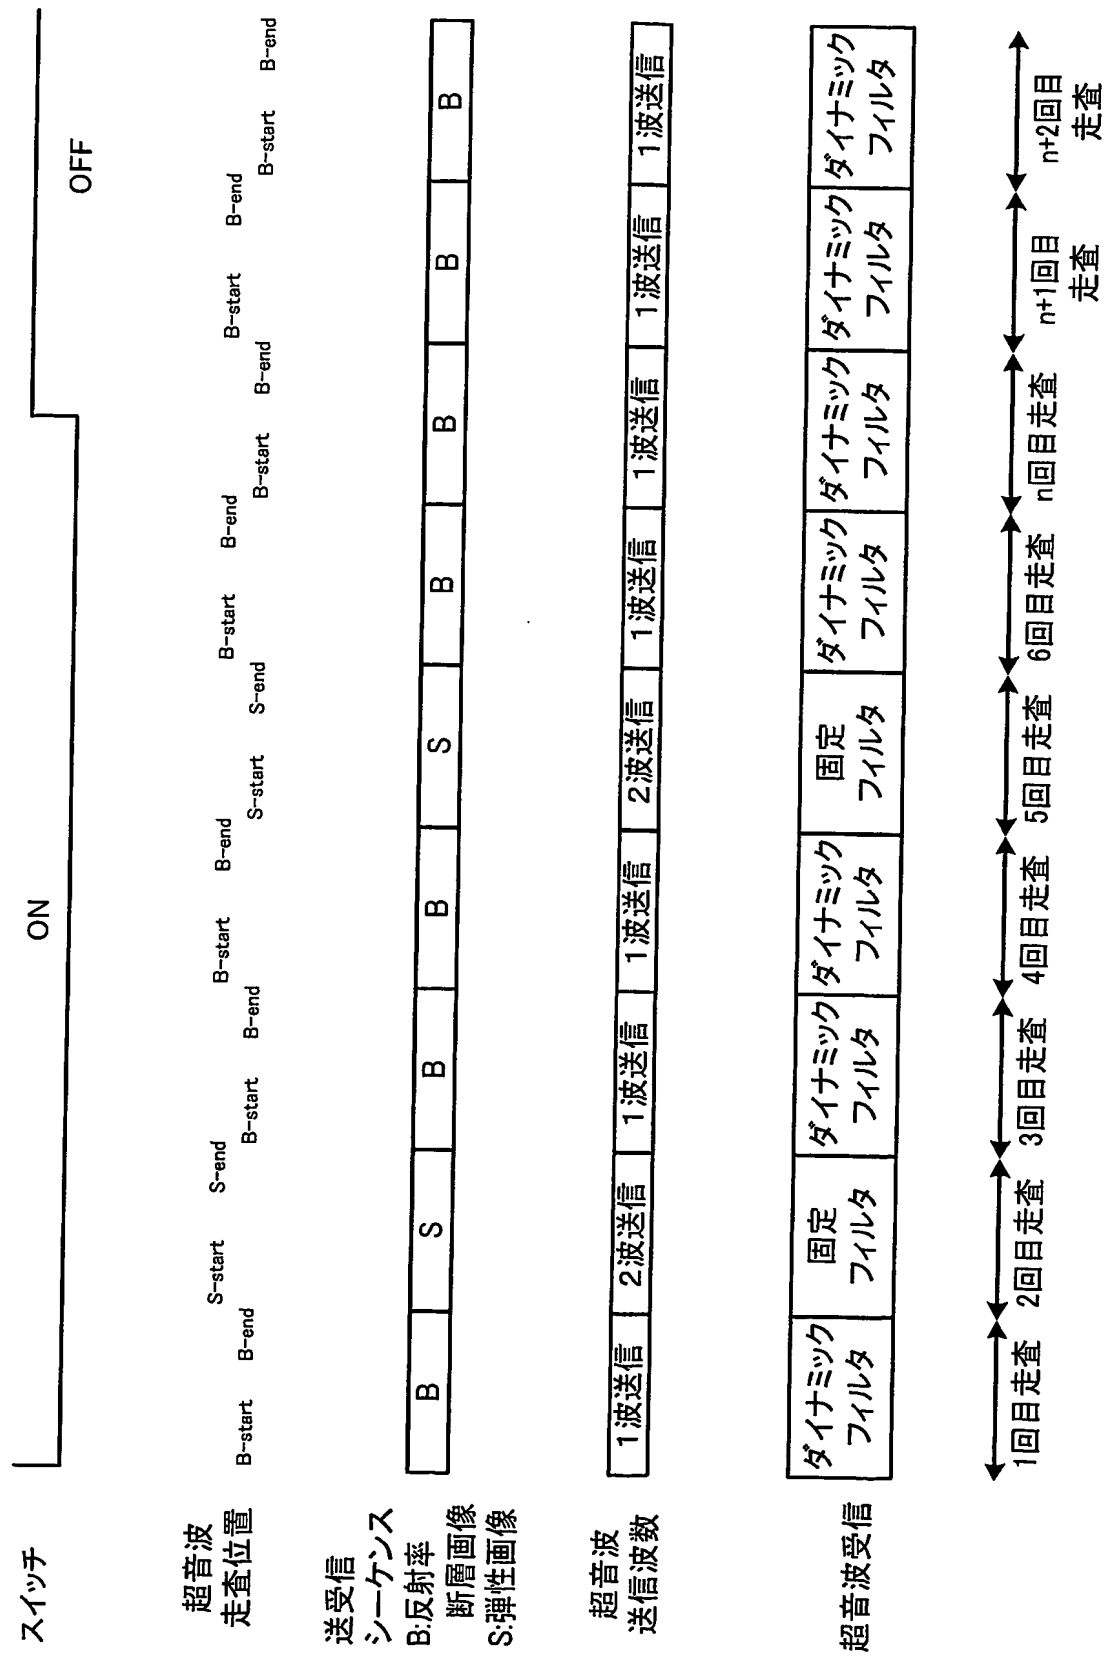 スイッチ
ON
OFF
超音波
走査位置
B-start
B-end
S-start
S-end
B-start
B-end
B-start
B-end
S-start
S-end
B-start
B-end
B-start
B-end
B-start
B-end
B-start
B-end
送受信
シーケンス
B:反射率
断層画像
S:弾性画像
B
S
B
B
S
B
B
B
B
超音波
送信波数
1波送信
2波送信
1波送信
1波送信
2波送信
1波送信
1波送信
1波送信
1波送信
超音波受信
ダイナミック
フィルタ
固定
フィルタ
ダイナミック
フィルタ
ダイナミック
フィルタ
固定
フィルタ
ダイナミック
フィルタ
ダイナミック
フィルタ
ダイナミック
フィルタ
ダイナミック
フィルタ
1回目走査
2回目走査
3回目走査
4回目走査
5回目走査
6回目走査
n回目走査
n+1回目
走査
n+2回目
走査